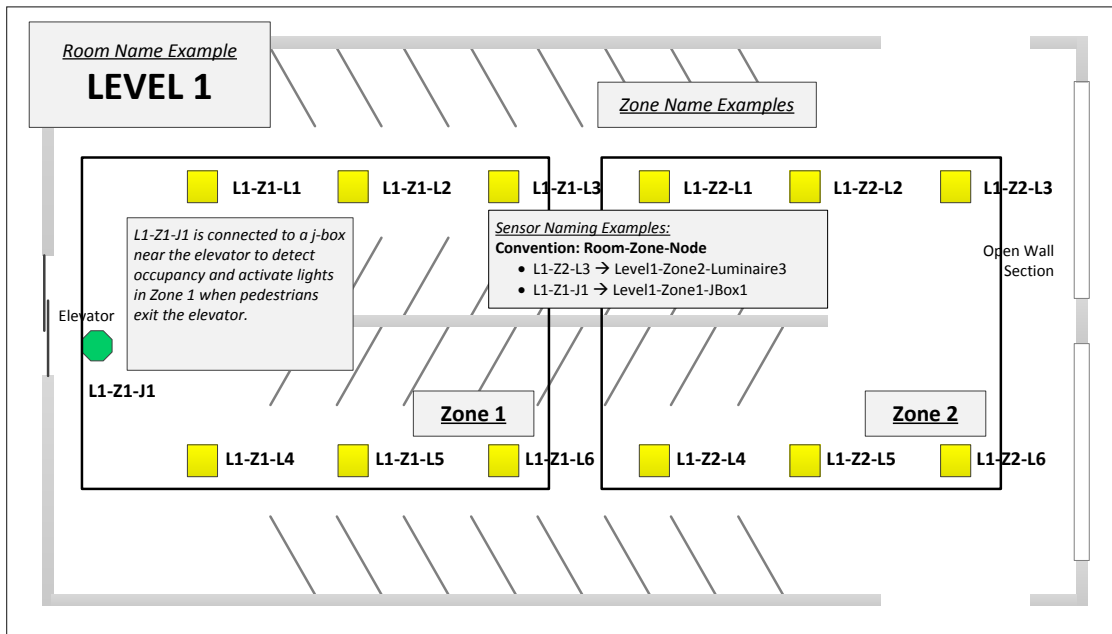 Room Name Example
LEVEL 1
Zone Name Examples
L1-Z1-L1
L1-Z1-L2
L1-Z1-L3
L1-Z2-L1
L1-Z2-L2
L1-Z2-L3
L1-Z1-J1 is connected to a j-box
near the elevator to detect
occupancy and activate lights
in Zone 1 when pedestrians
exit the elevator.
Sensor Naming Examples:
Convention: Room-Zone-Node
• L1-Z2-L3 → Level1-Zone2-Luminaire3
• L1-Z1-J1 → Level1-Zone1-JBox1
Open Wall
Section
Elevator
L1-Z1-J1
Zone 1
Zone 2
L1-Z1-L4
L1-Z1-L5
L1-Z1-L6
L1-Z2-L4
L1-Z2-L5
L1-Z2-L6